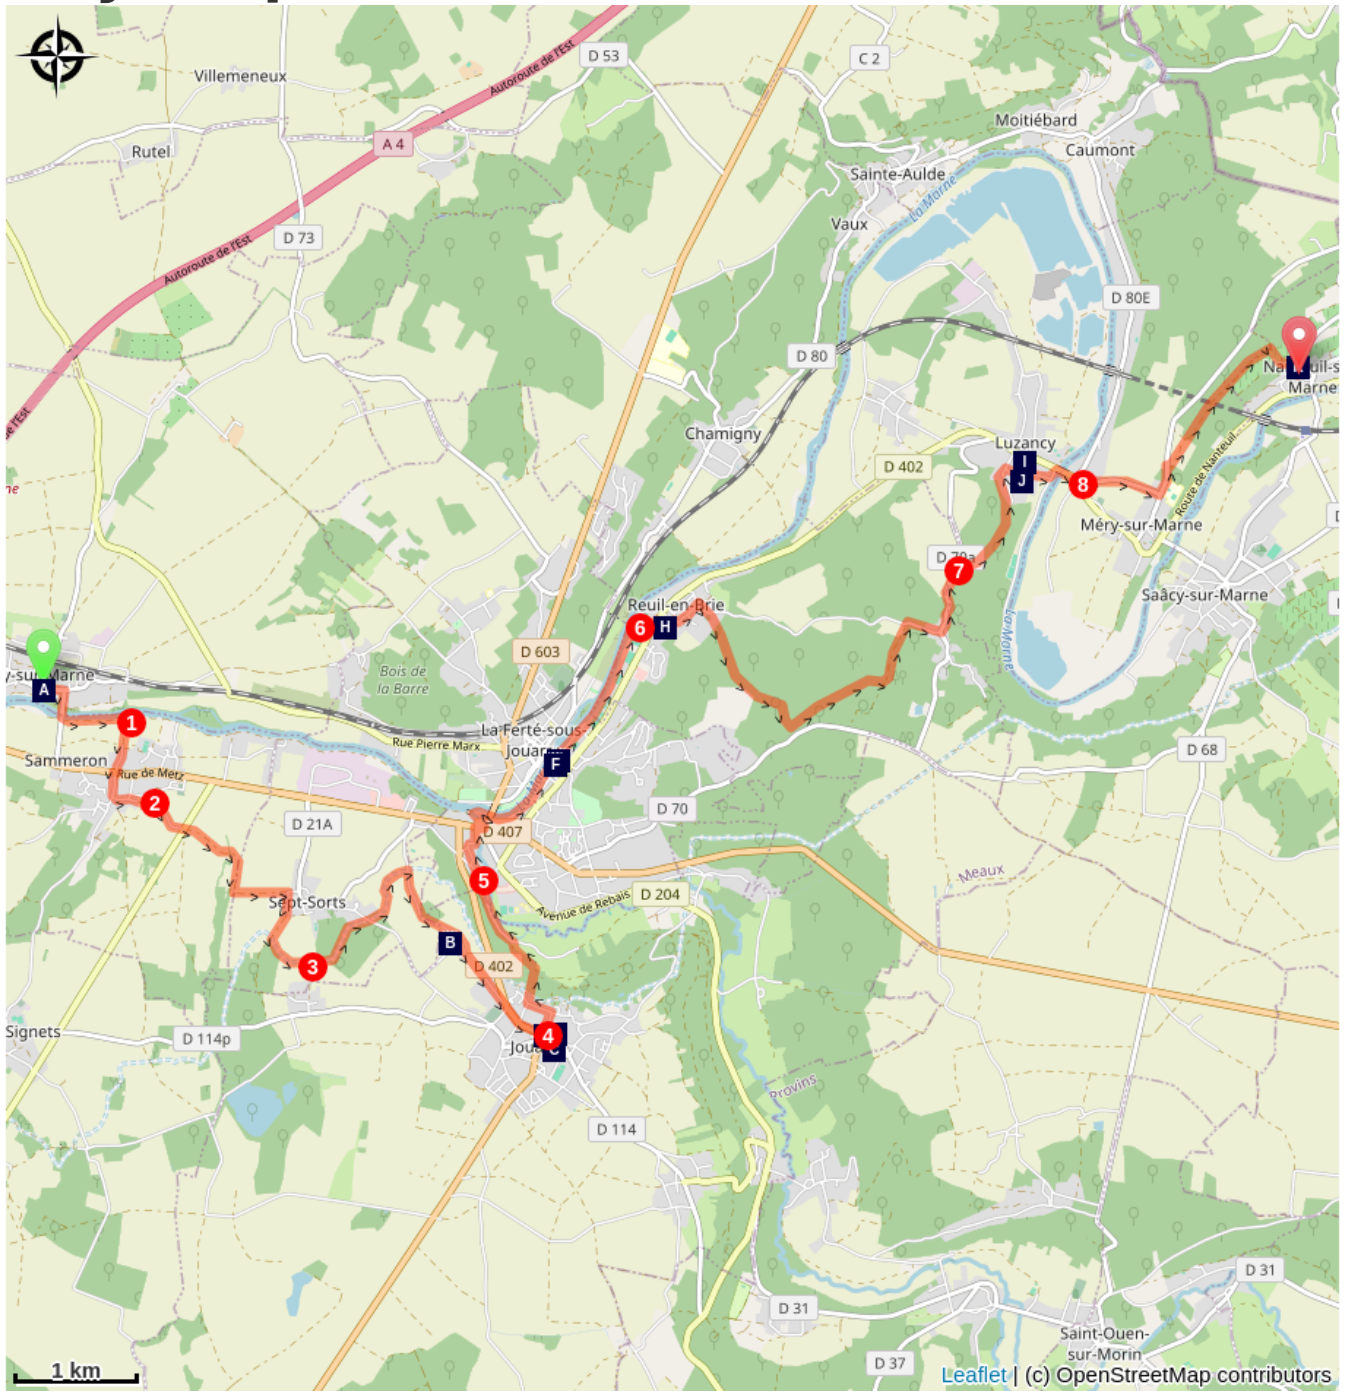 D 53
C 2
Villemeneux
Autoroute de l'Est
Moitiébard
A 4
Rutel
Caumont
Sainte-Aulde
La Marne
Vaux
D 73
Autoroute de l'Est
D 80E
D 80
Marne
Chamigny
Luzancy
I
D 402
J
8
Route de Nanteuil
Méry-sur-Marne
7
Saâcy-sur-Marne
Reuil-en-Brie
6
H
La Marne
D 603
Bois de
la Barre
A
1
La Ferté-sous-
Rue Pierre Marx
F
Sammeron
D 68
Rue de Metz
2
D 70
D 21A
D 407
5
Meaux
D 204
Avenue de Rebais
Sept-Sorts
B
3
D 402
Signets
D 114p
4
C
Provins
D 114
D 31
D 31
Saint-Ouen-
sur-Morin
D 37
1 km
Leaflet | (c) OpenStreetMap contributors